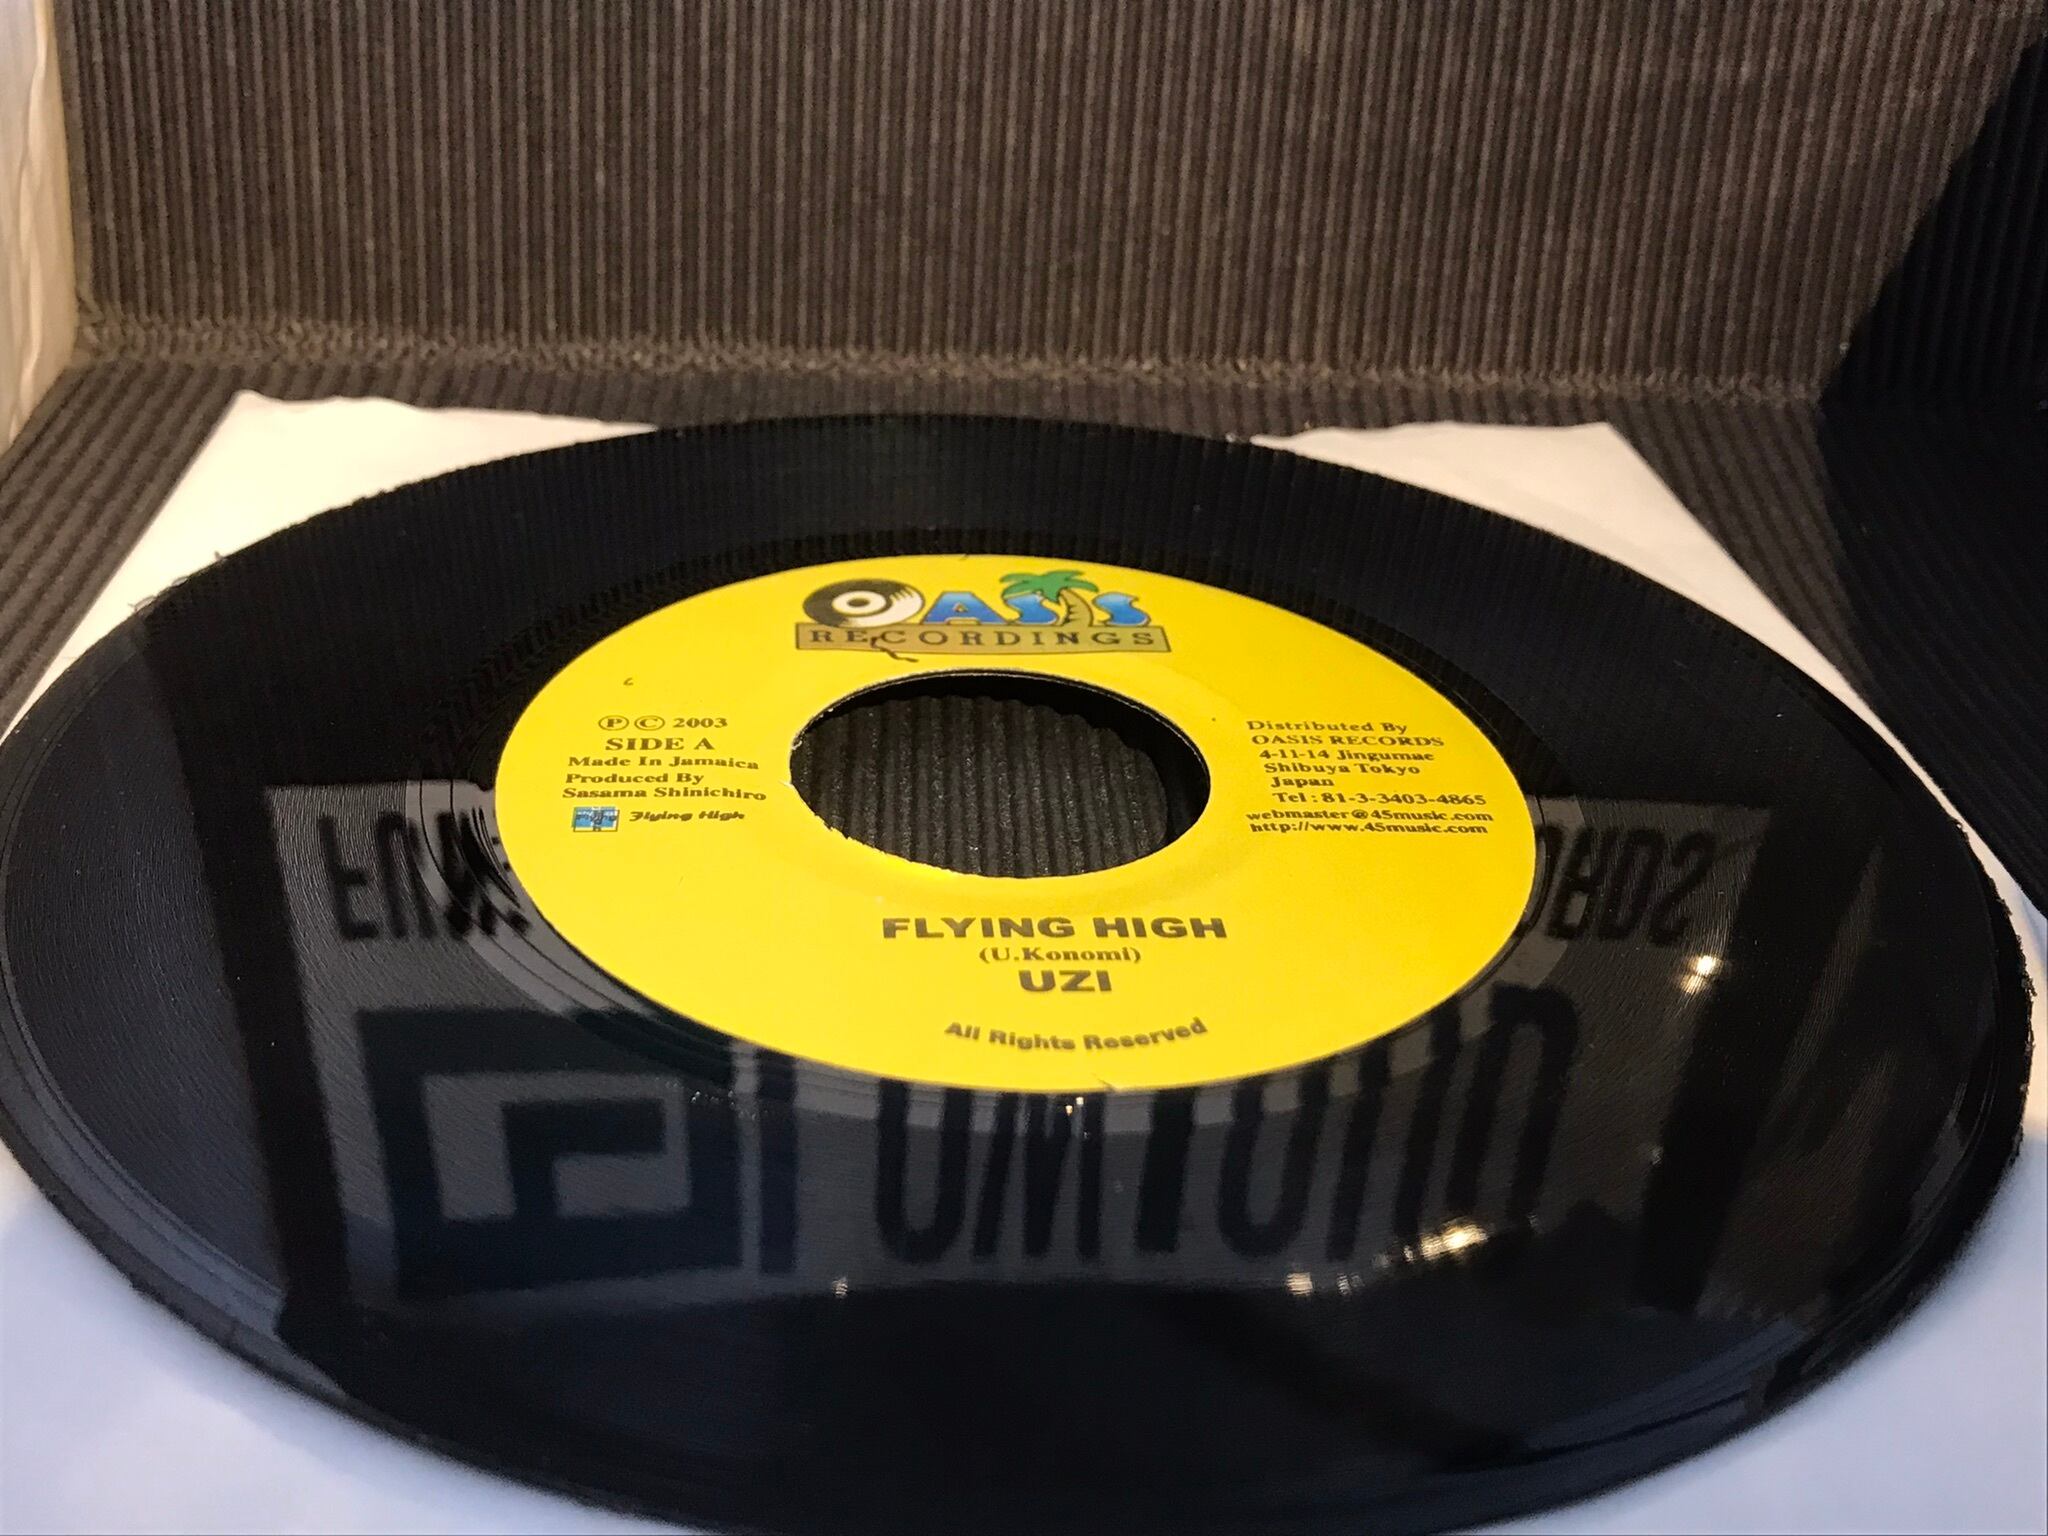 OASIS
RECORDINGS
Ⓟ Ⓒ 2003
SIDE A
Made In Jamaica
Produced By
Sasama Shinichiro
Flying High
Distributed By
OASIS RECORDS
4-11-14 Jingumae
Shibuya Tokyo
Japan
Tel : 81-3-3403-4865
webmaster@45music.com
http://www.45music.com
FLYING HIGH
(U.Konomi)
UZI
All Rights Reserved